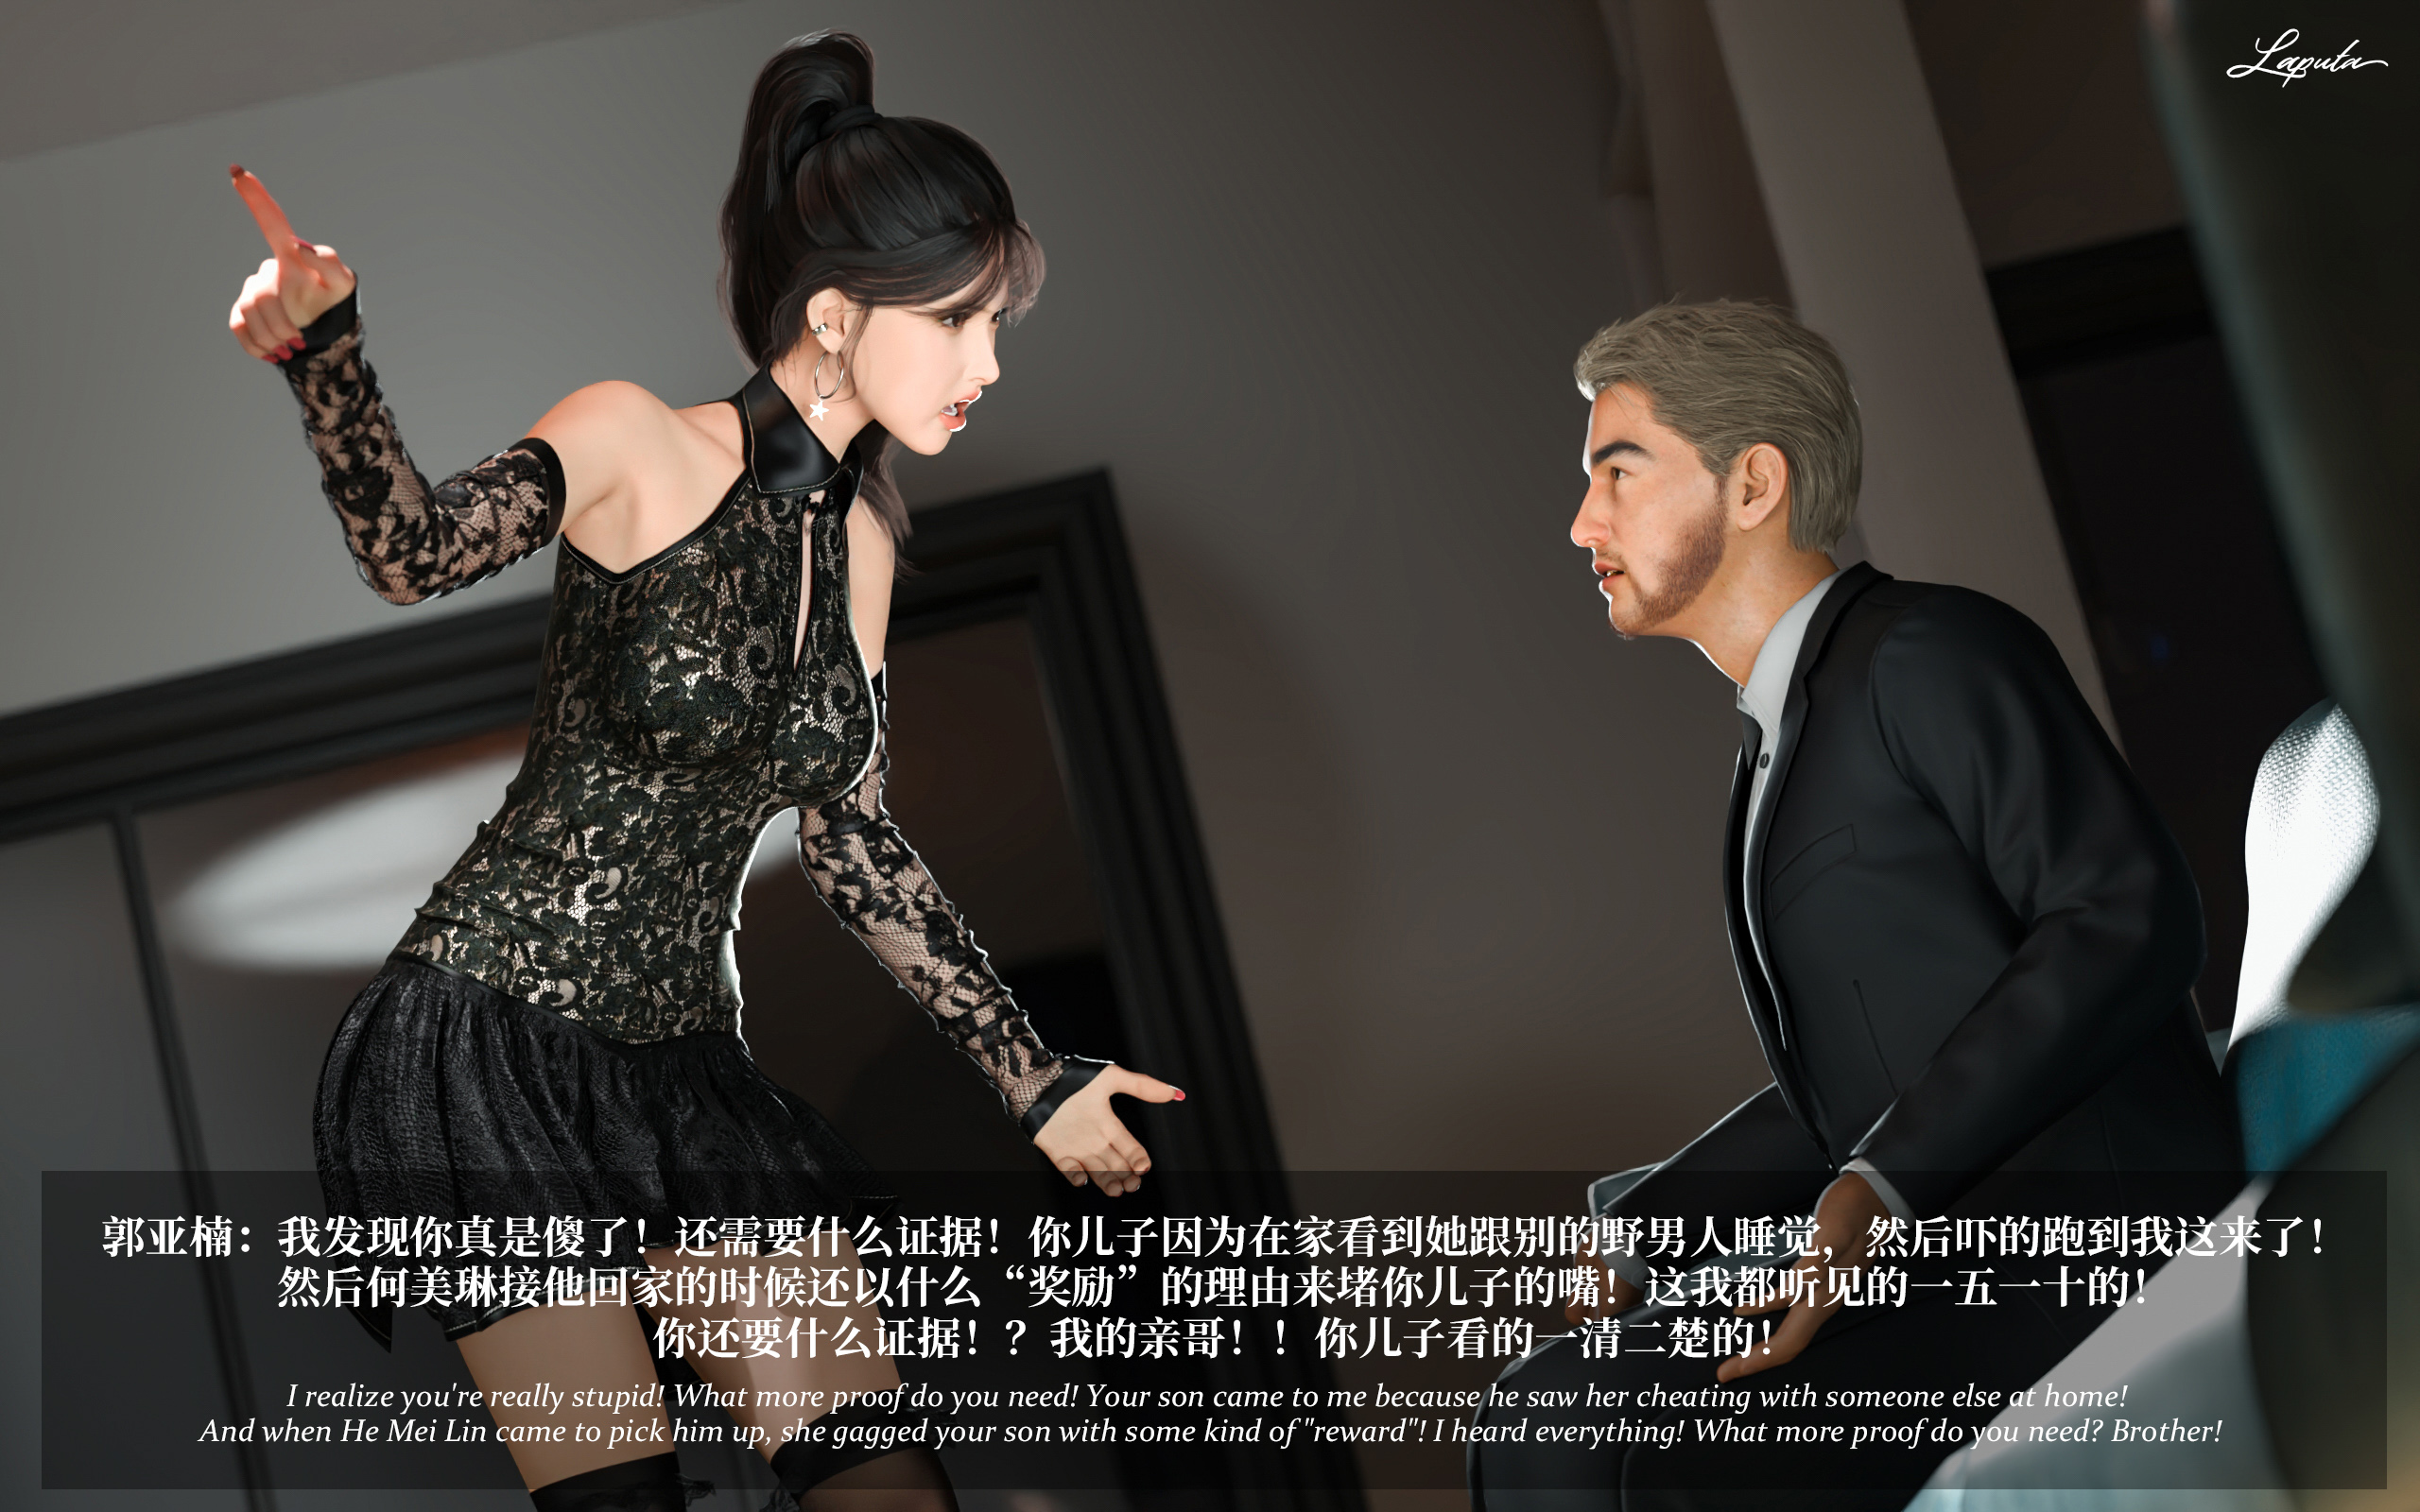 Laputa
郭亚楠：我发现你真是傻了！还需要什么证据！你儿子因为在家看到她跟别的野男人睡觉，然后吓的跑到我这来了！
然后何美琳接他回家的时候还以什么“奖励”的理由来堵你儿子的嘴！这我都听见的一五一十的！
你还要什么证据！？我的亲哥！！你儿子看的一清二楚的！
I realize you're really stupid! What more proof do you need! Your son came to me because he saw her cheating with someone else at home!
And when He Mei Lin came to pick him up, she gagged your son with some kind of "reward"! I heard everything! What more proof do you need? Brother!